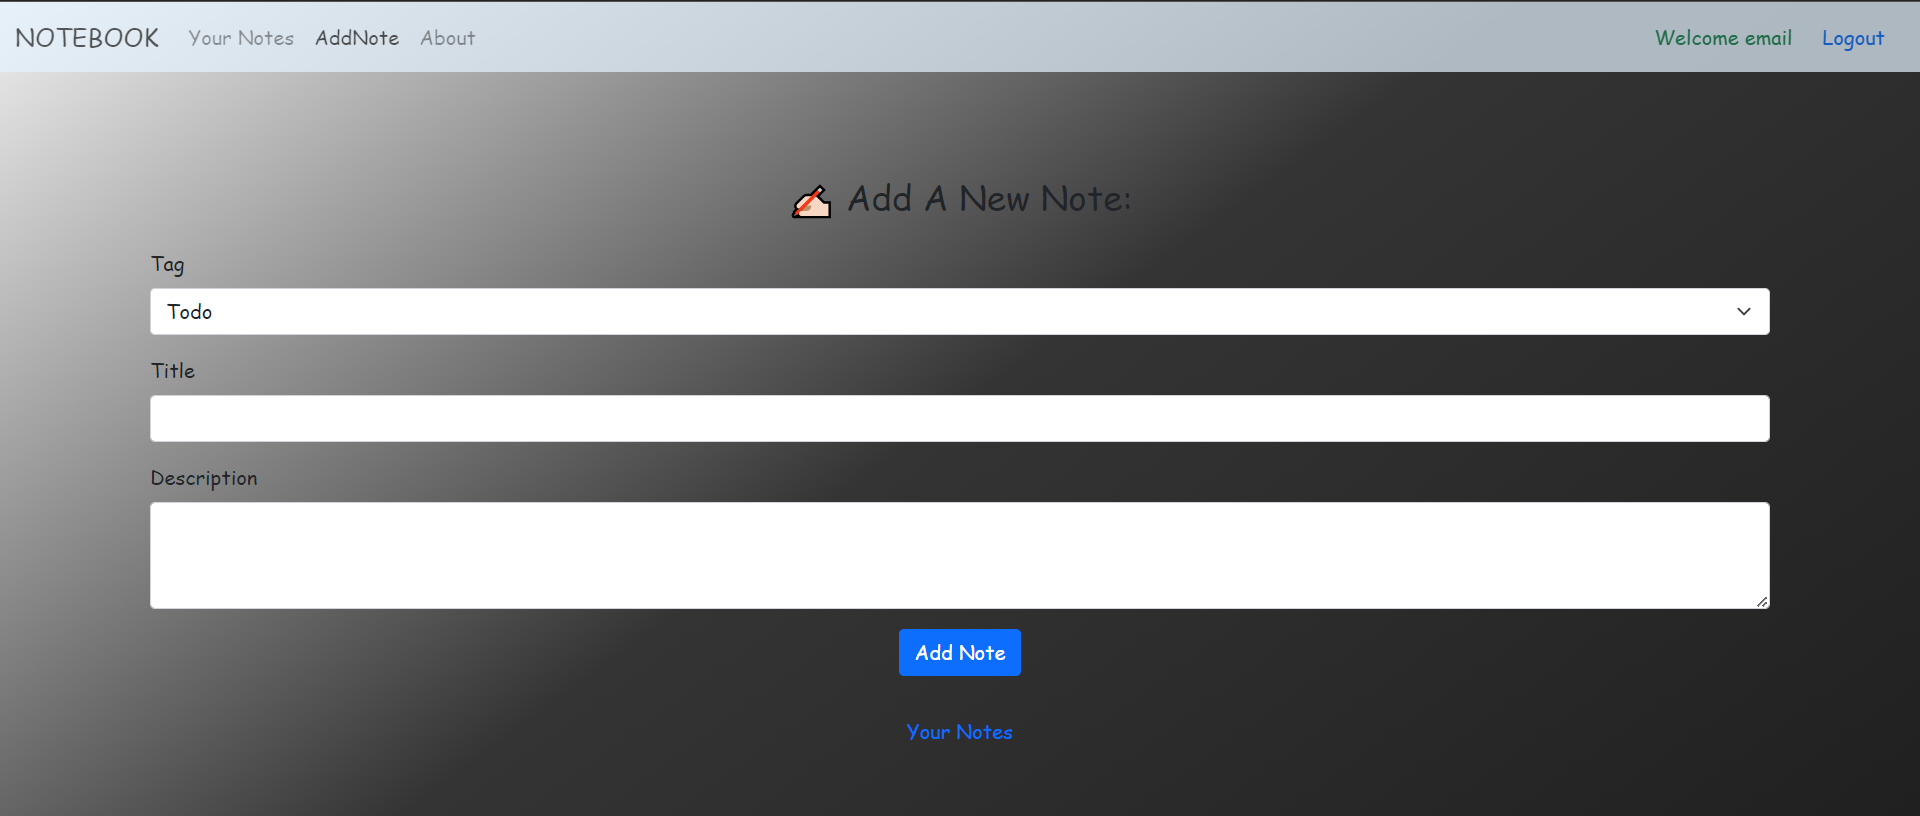 NOTEBOOK Your Notes AddNote About Welcome email Logout
Add A New Note:
Tag
Todo
Title
Description
Add Note
Your Notes